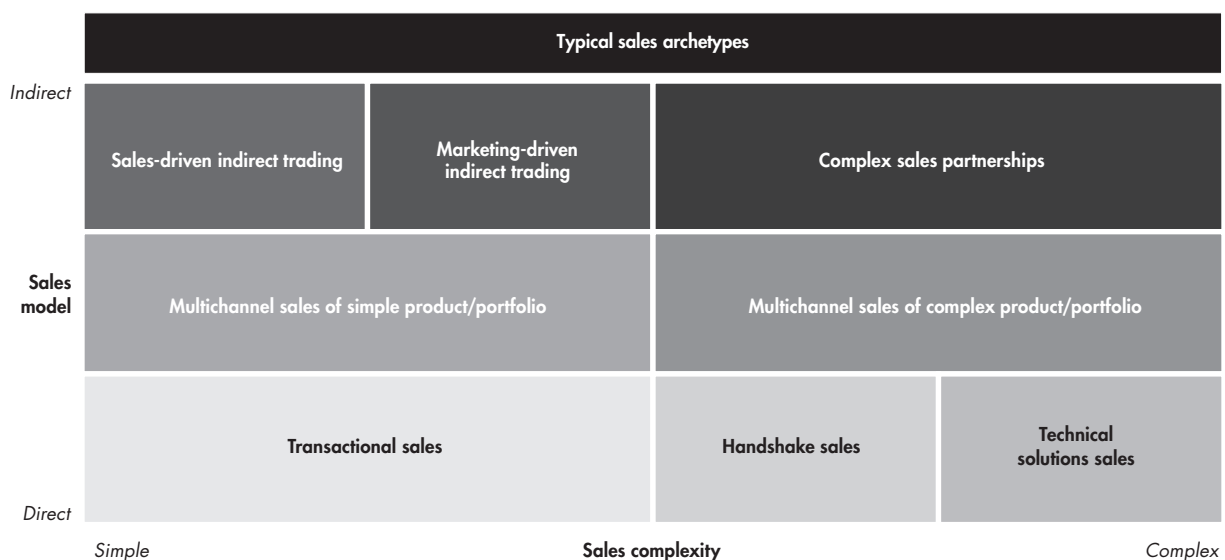 Typical sales archetypes
Indirect
Sales-driven indirect trading
Marketing-driven
indirect trading
Complex sales partnerships
Sales
model
Multichannel sales of simple product/portfolio
Multichannel sales of complex product/portfolio
Transactional sales
Handshake sales
Technical
solutions sales
Direct
Simple
Sales complexity
Complex